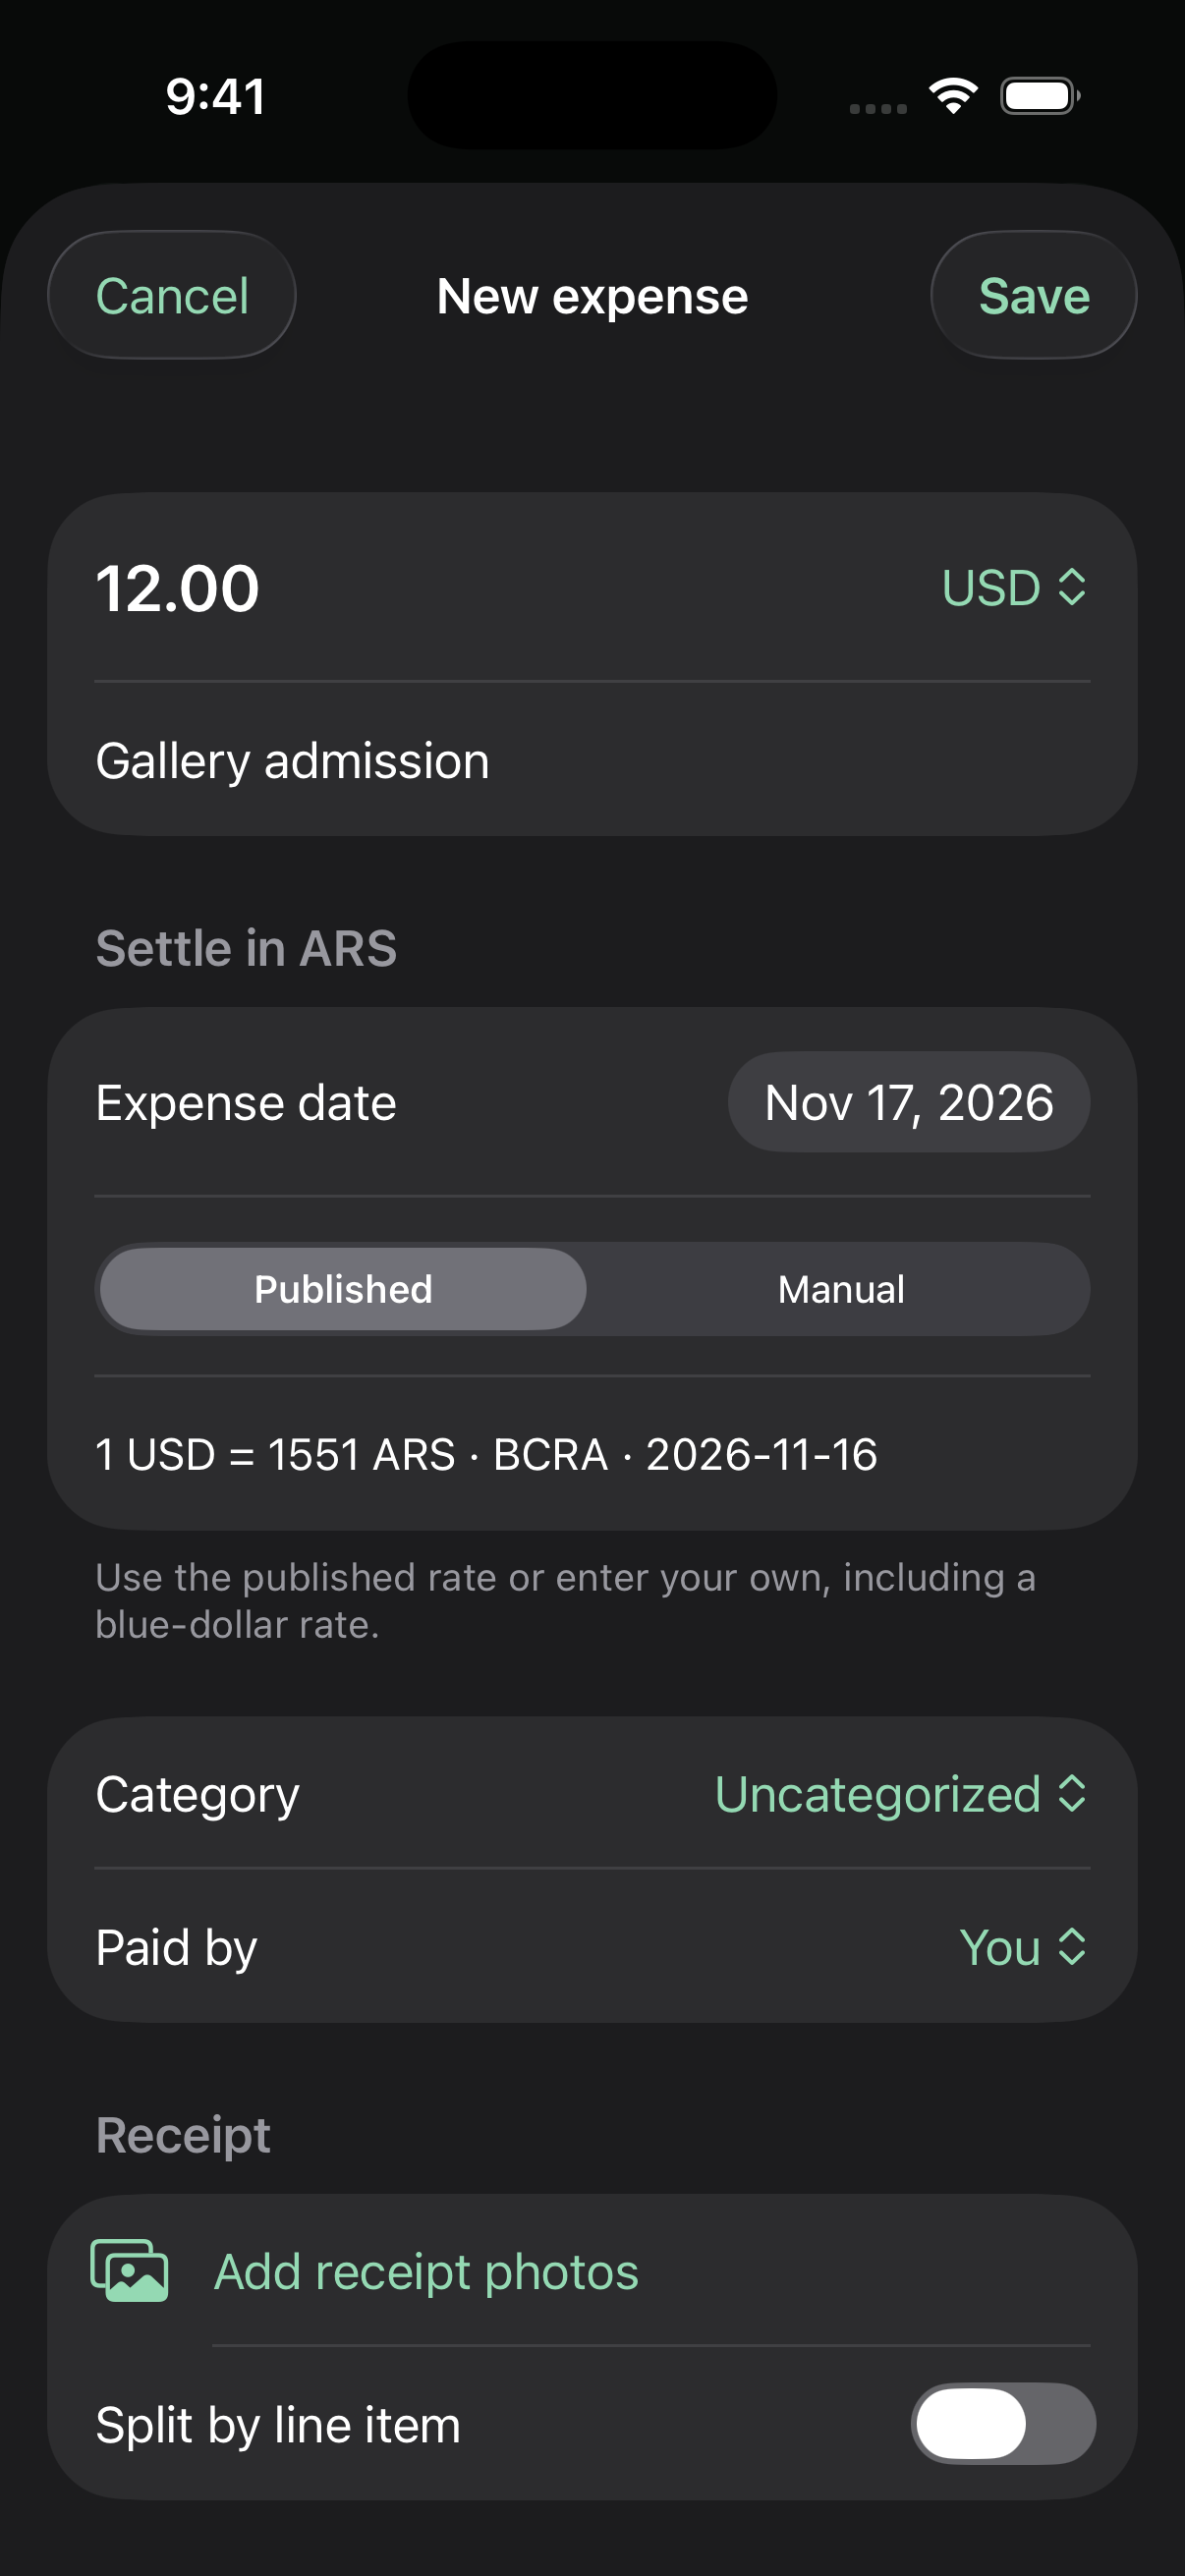 9:41
Cancel
New expense
Save
12.00
USD
Gallery admission
Settle in ARS
Expense date
Nov 17, 2026
Published
Manual
1 USD = 1551 ARS · BCRA · 2026-11-16
Use the published rate or enter your own, including a
blue-dollar rate.
Category
Uncategorized
Paid by
You
Receipt
Add receipt photos
Split by line item